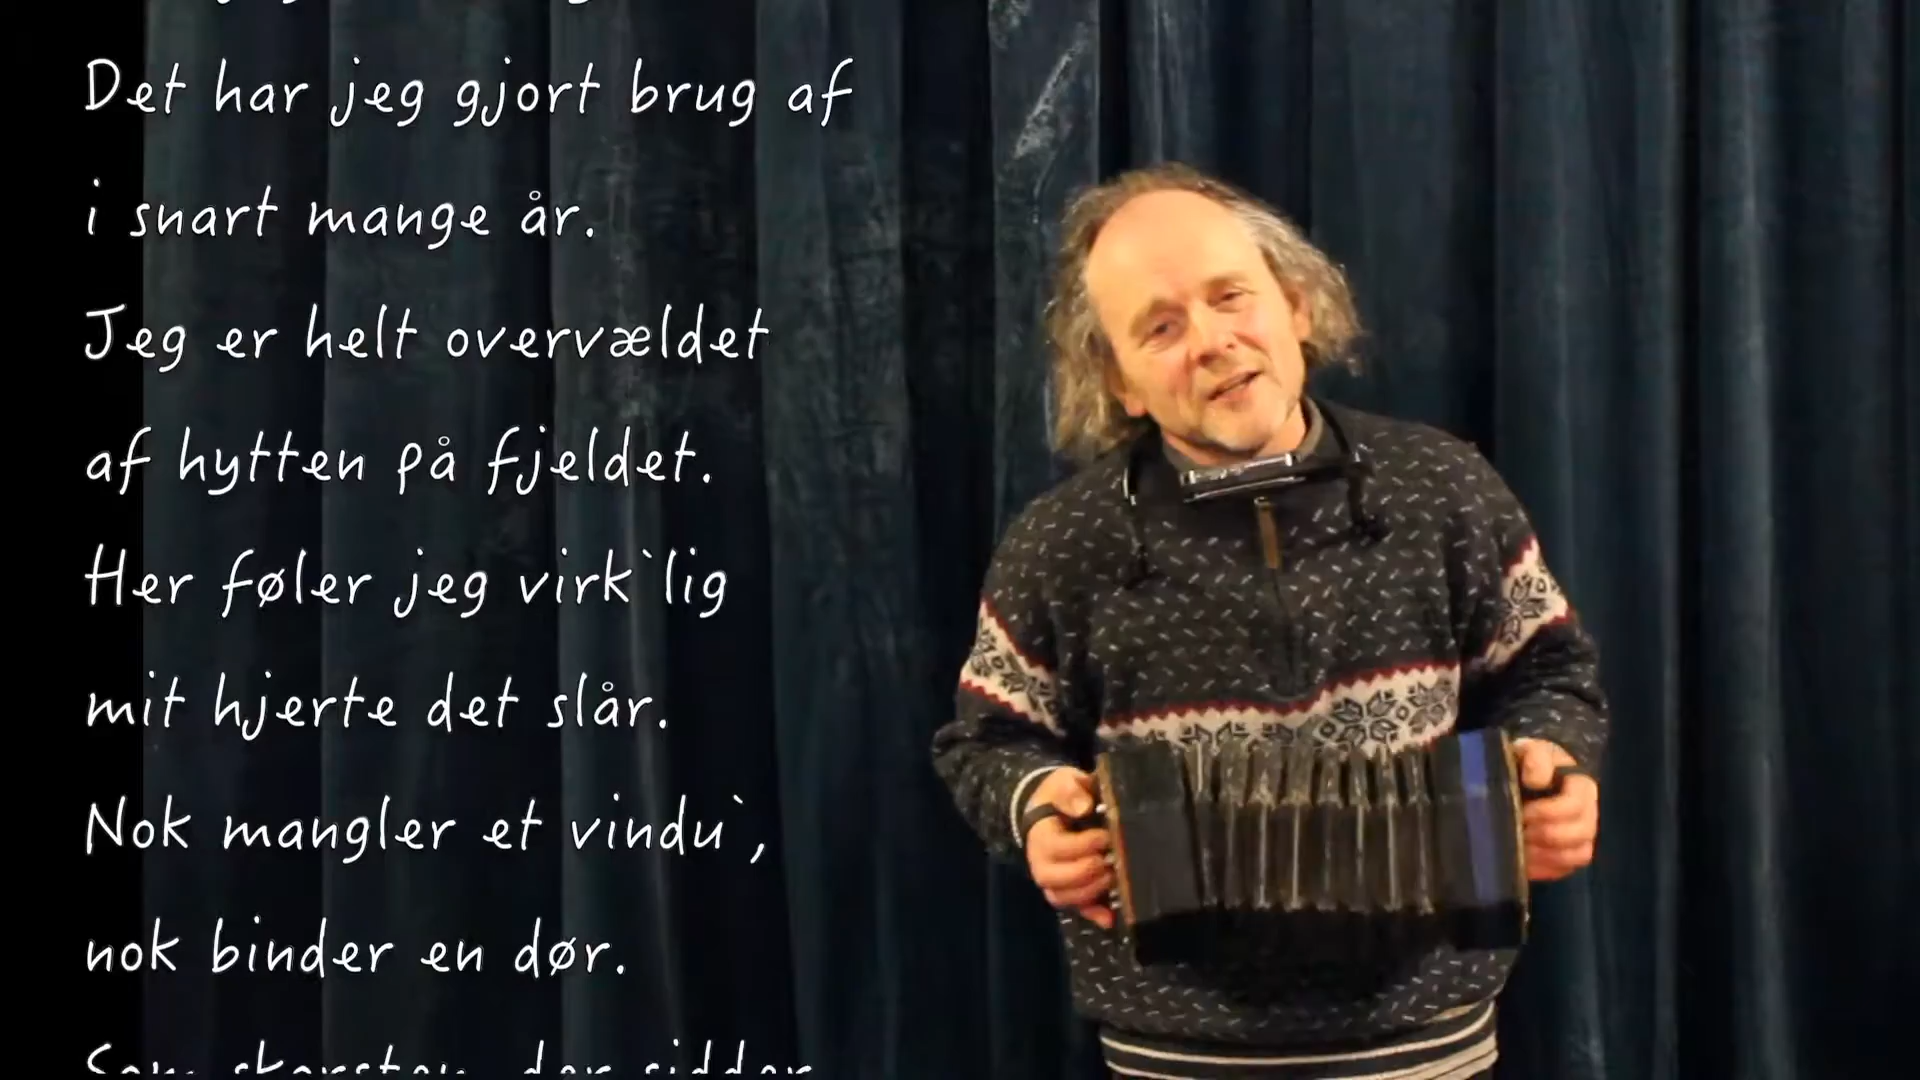 Det har jeg gjort brug af
i snart mange år.
Jeg er helt overvældet
af hytten på fjeldet.
Her føler jeg virk`lig
mit hjerte det slår.
Nok mangler et vindu`,
nok binder en dør.